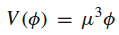 V(ϕ) = μ³ϕ